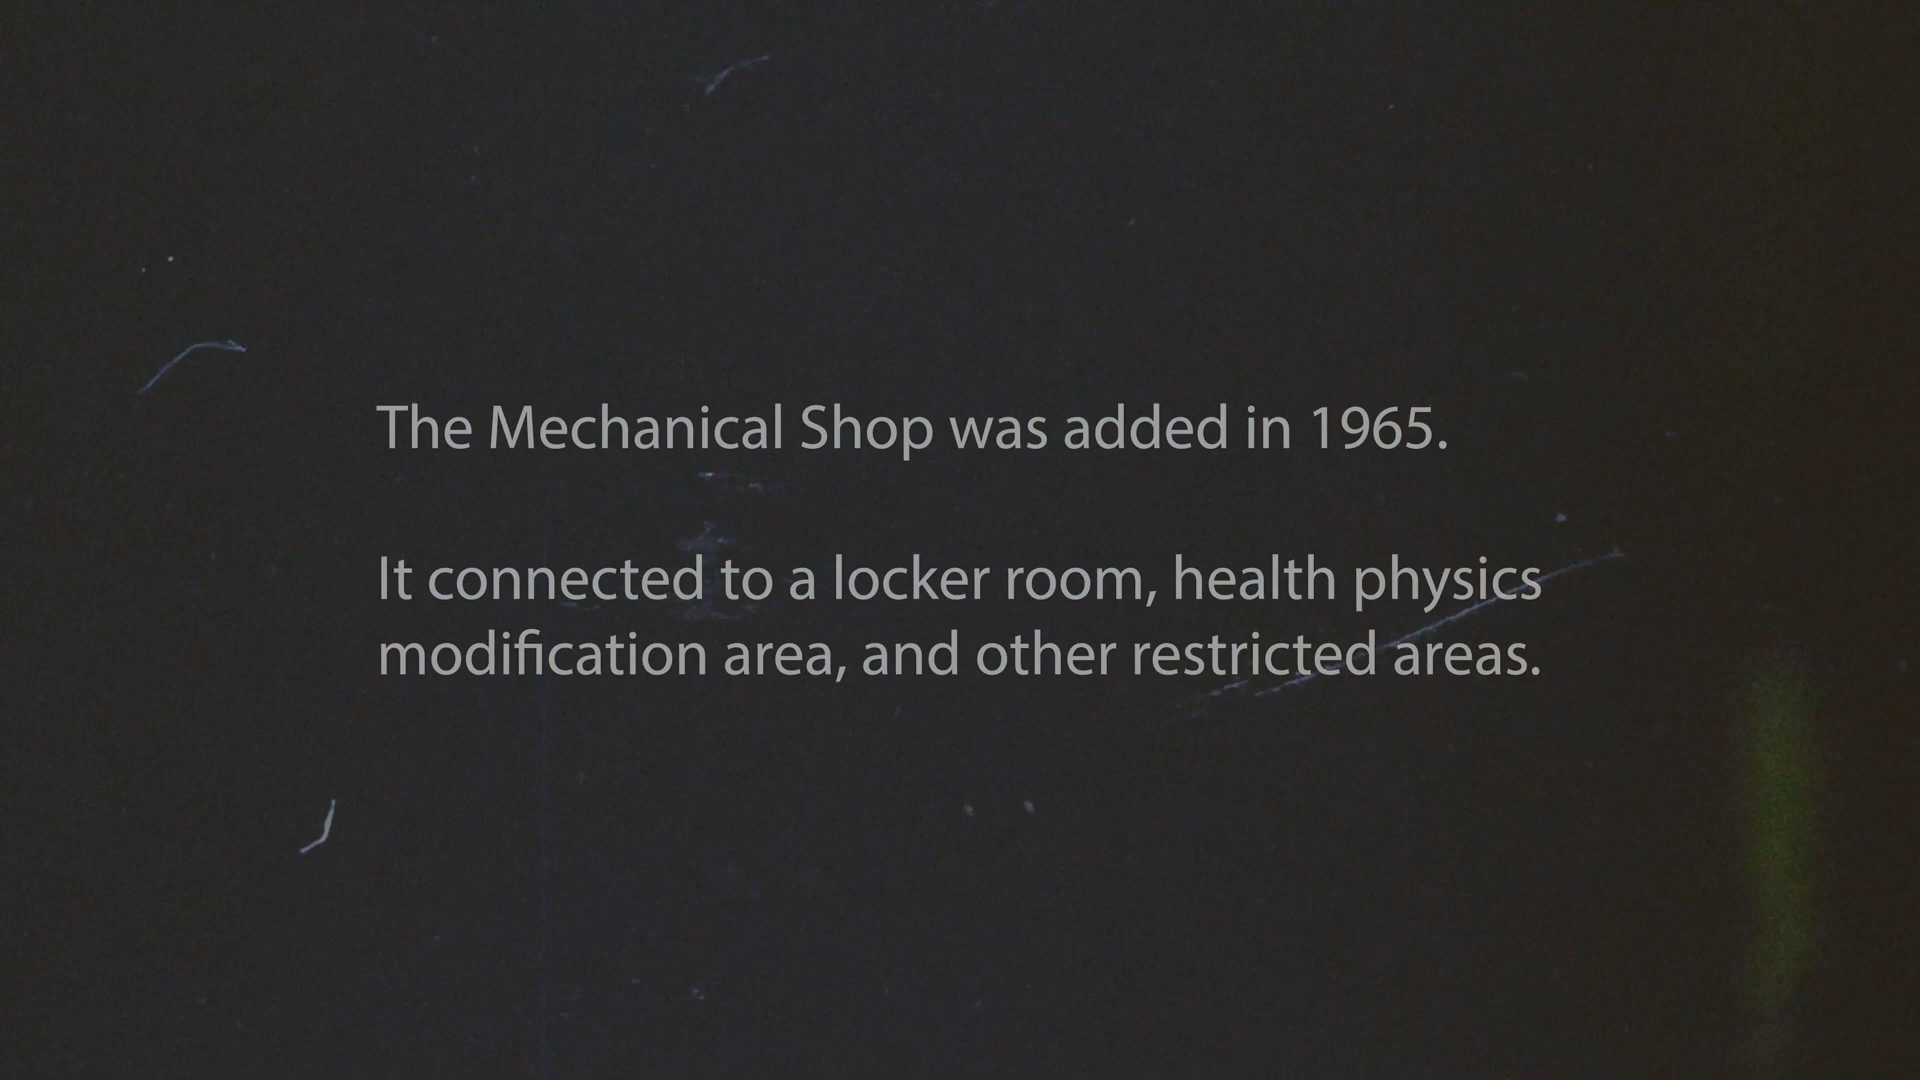 The Mechanical Shop was added in 1965.
It connected to a locker room, health physics
modification area, and other restricted areas.